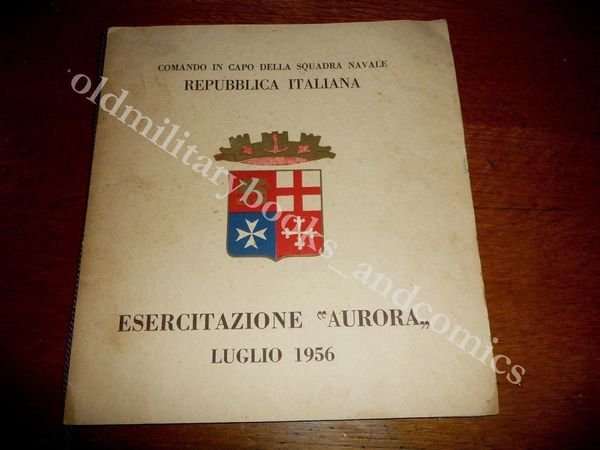 COMANDO IN CAPO DELLA SQUADRA NAVALE
REPUBBLICA ITALIANA
ESERCITAZIONE “AURORA„
LUGLIO 1956
oldmilitarybooks_andcomics